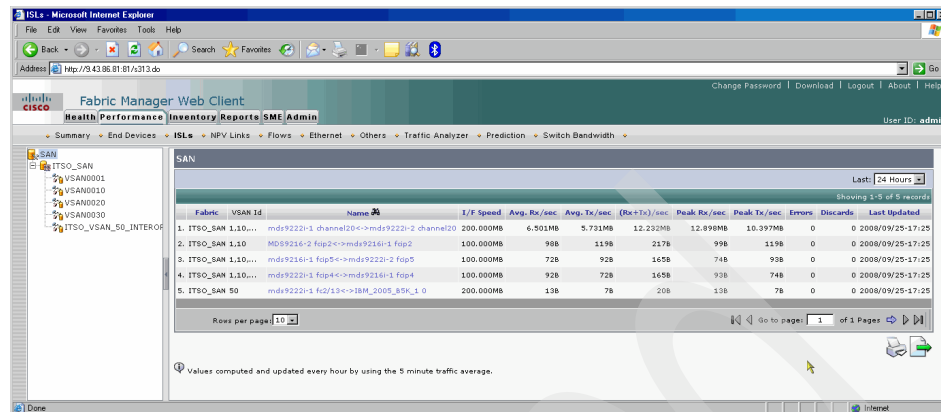 ISLs - Microsoft Internet Explorer
File Edit View Favorites Tools Help
Back Search Favorites
Address http://9.43.86.81:81/s313.do Go
Change Password | Download | Logout | About | Help
CISCO Fabric Manager Web Client
Health Performance Inventory Reports SME Admin
User ID: admi
Summary End Devices ISLs NPV Links Flows Ethernet Others Traffic Analyzer Prediction Switch Bandwidth
SAN
ITSO_SAN
VSAN0001
VSAN0010
VSAN0020
VSAN0030
ITSO_VSAN_50_INTEROP
SAN
Last: 24 Hours
Showing 1-5 of 5 records
Fabric VSAN Id Name I/F Speed Avg. Rx/sec Avg. Tx/sec (Rx+Tx)/sec Peak Rx/sec Peak Tx/sec Errors Discards Last Updated
1. ITSO_SAN 1,10,... mds9222i-1 channel20<->mds9222i-2 channel20 200.000MB 6.501MB 5.731MB 12.232MB 12.898MB 10.397MB 0 0 2008/09/25-17:25
2. ITSO_SAN 1,10 MDS9216-2 fcip2<->mds9216i-1 fcip2 100.000MB 98B 119B 217B 99B 119B 0 0 2008/09/25-17:25
3. ITSO_SAN 1,10,... mds9216i-1 fcip5<->mds9222i-2 fcip5 100.000MB 72B 92B 165B 74B 93B 0 0 2008/09/25-17:25
4. ITSO_SAN 1,10,... mds9222i-1 fcip4<->mds9216i-1 fcip4 100.000MB 92B 72B 165B 93B 74B 0 0 2008/09/25-17:25
5. ITSO_SAN 50 mds9222i-1 fc2/13<->IBM_2005_B5K_1 0 200.000MB 13B 7B 20B 13B 7B 0 0 2008/09/25-17:25
Rows per page: 10 Go to page: 1 of 1 Pages
Values computed and updated every hour by using the 5 minute traffic average.
Done Internet